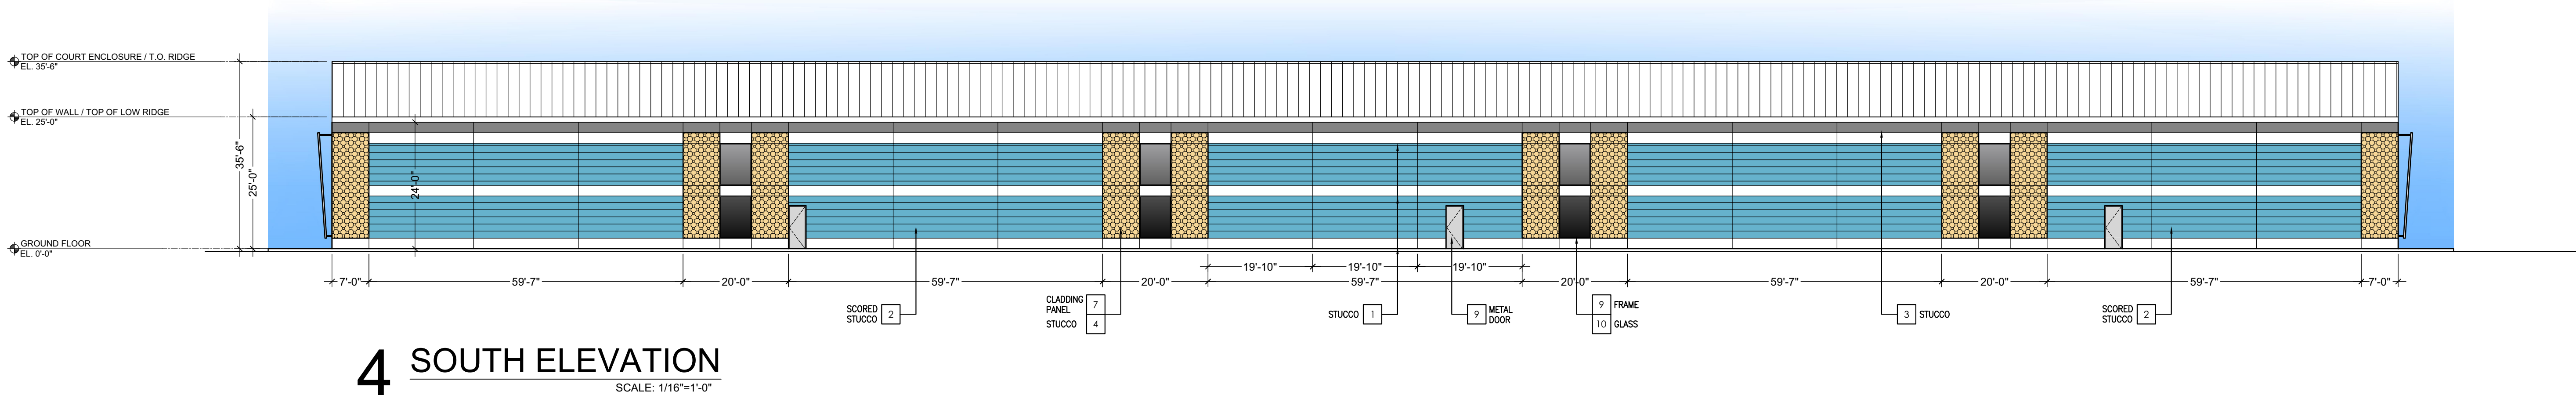 TOP OF COURT ENCLOSURE / T.O. RIDGE
EL. 35'-6"
TOP OF WALL / TOP OF LOW RIDGE
EL. 25'-0"
35'-6"
25'-0"
24'-0"
GROUND FLOOR
EL. 0'-0"
19'-10" 19'-10" 19'-10"
7'-0" 59'-7" 20'-0" 59'-7" 20'-0" 59'-7" 20'-0" 59'-7" 20'-0" 59'-7" 7'-0"
SCORED
STUCCO 2
CLADDING
PANEL 7
STUCCO 4
STUCCO 1
9 METAL
DOOR
9 FRAME
10 GLASS
3 STUCCO
SCORED
STUCCO 2
4 SOUTH ELEVATION
SCALE: 1/16"=1'-0"